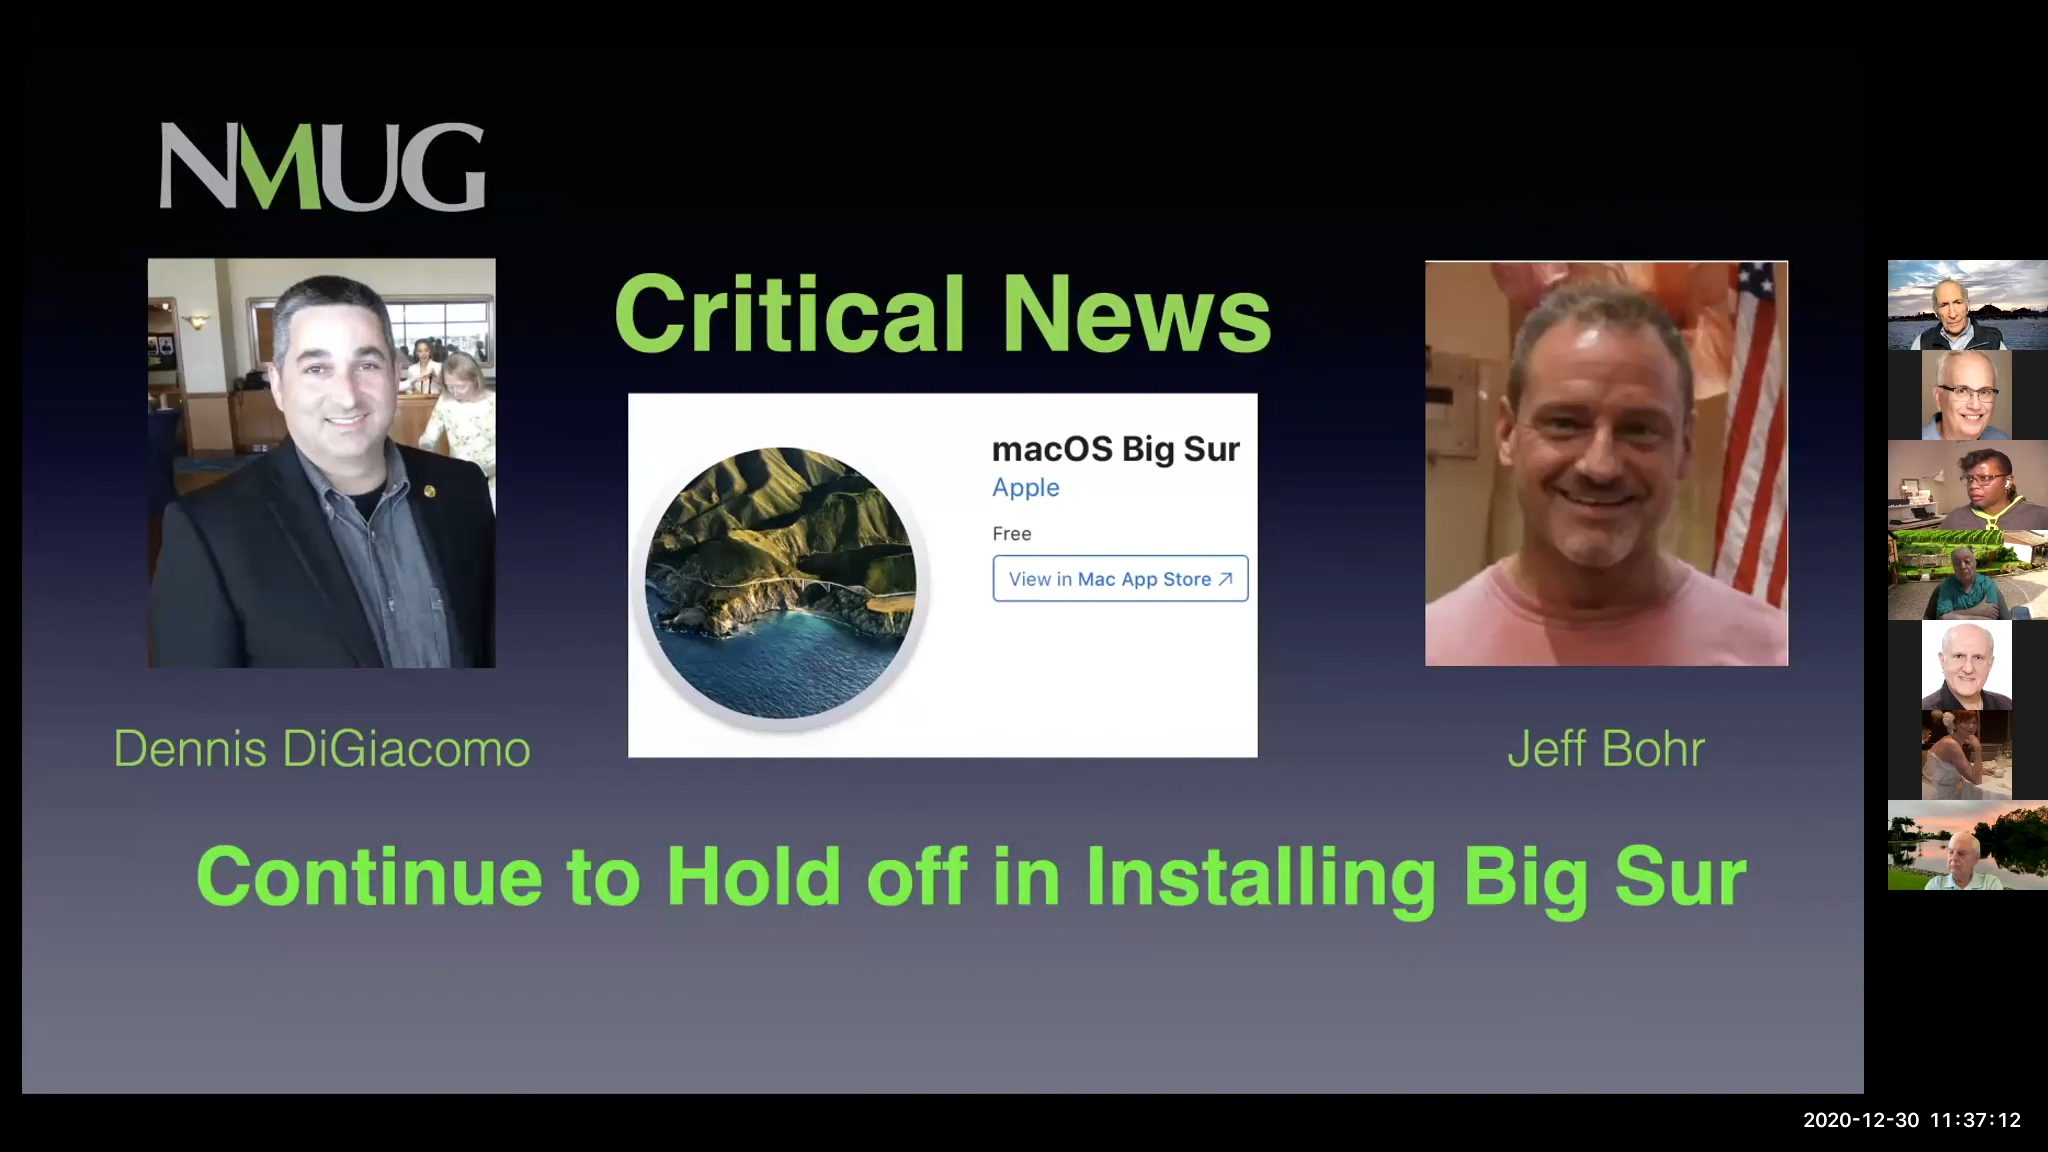 NMUG
Critical News
macOS Big Sur
Apple
Free
View in Mac App Store ↗
Dennis DiGiacomo
Jeff Bohr
Continue to Hold off in Installing Big Sur
2020-12-30 11:37:12